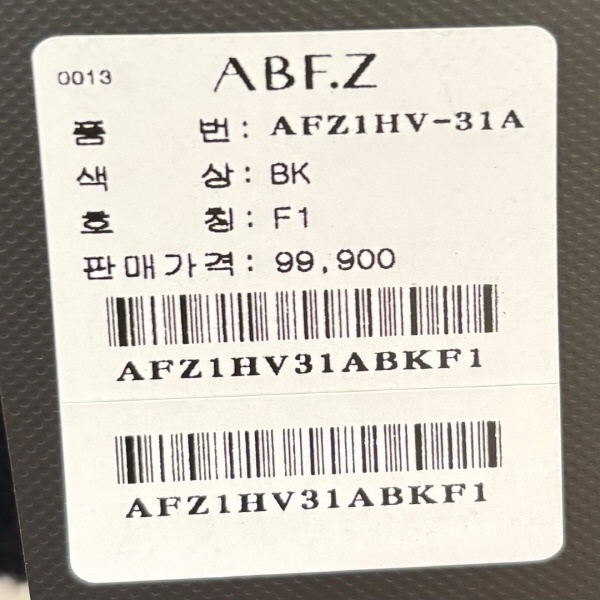 0013 ABF.Z
품 번: AFZ1HV-31A
색 상: BK
호 칭: F1
판매가격: 99,900
AFZ1HV31ABKF1
AFZ1HV31ABKF1